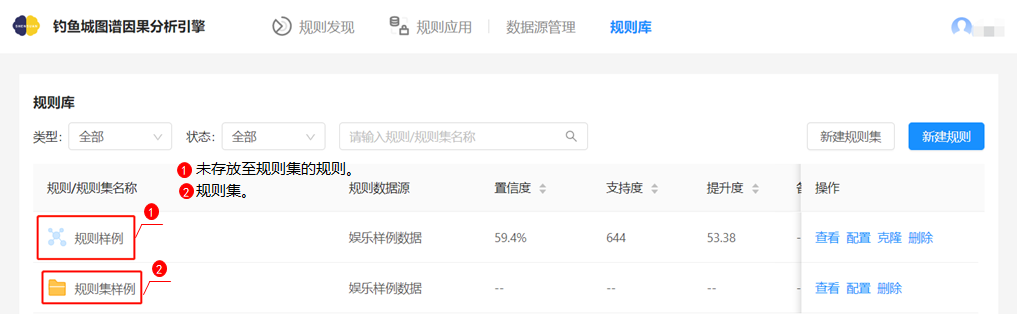 钓鱼城图谱因果分析引擎 规则发现 规则应用 数据源管理 规则库
规则库
类型: 全部 状态: 全部 请输入规则/规则集名称 新建规则集 新建规则
1 未存放至规则集的规则。
2 规则集。
规则/规则集名称 规则数据源 置信度 支持度 提升度 操作
1
规则样例 娱乐样例数据 59.4% 644 53.38 -- 查看 配置 克隆 删除
2
规则集样例 娱乐样例数据 -- -- -- -- 查看 配置 删除